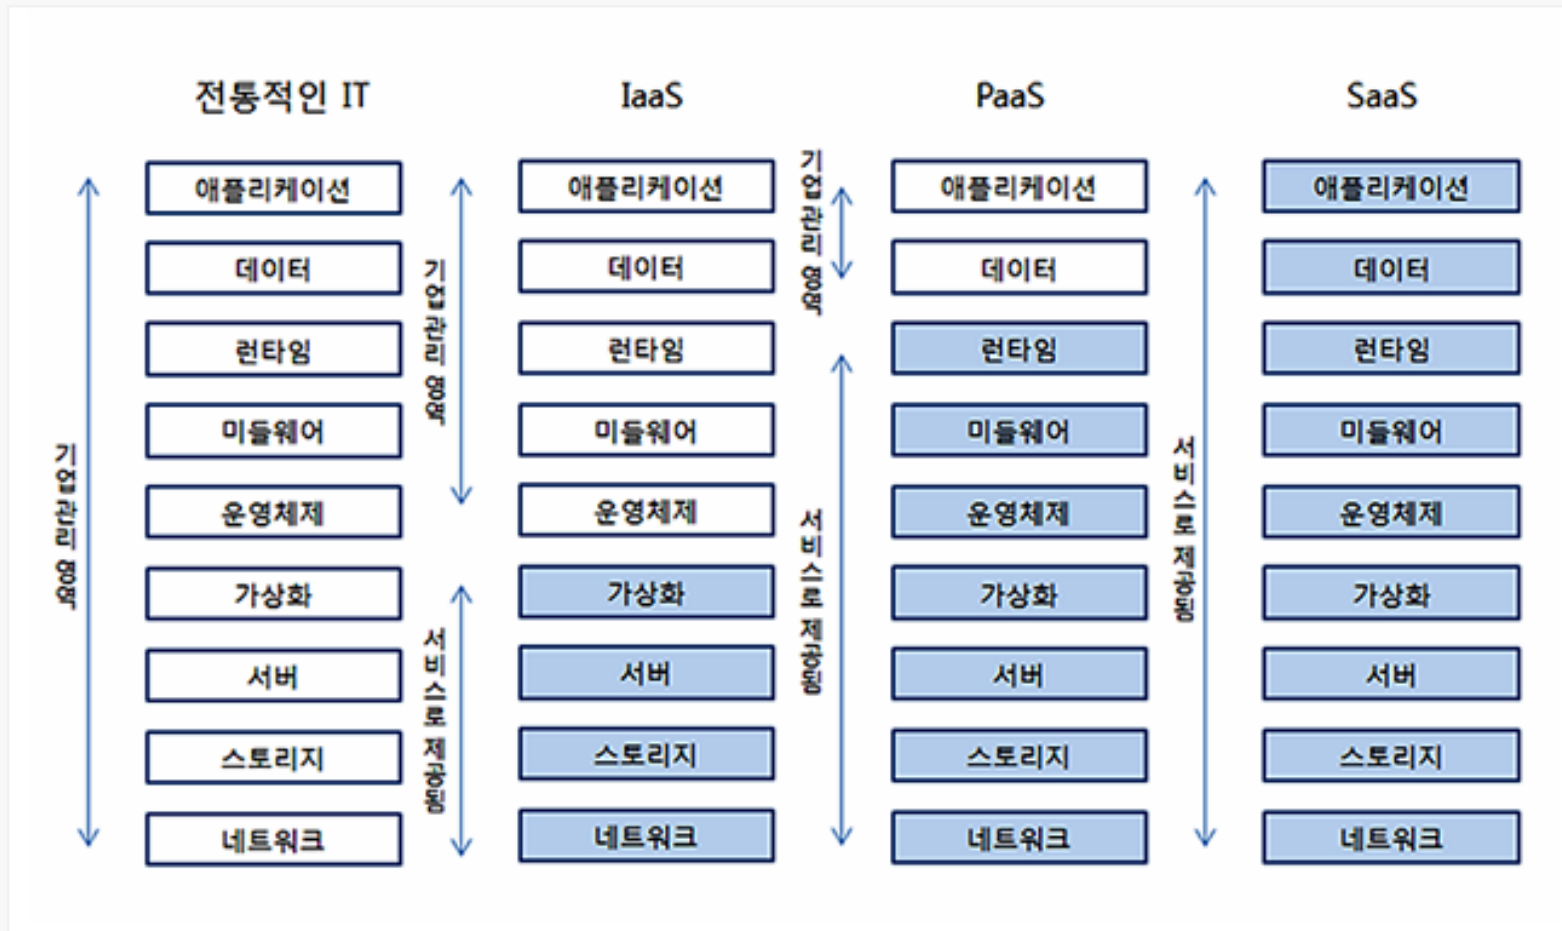 전통적인 IT
기업관리 영역
애플리케이션
데이터
런타임
미들웨어
운영체제
가상화
서버
스토리지
네트워크
IaaS
기업관리 영역
서비스로 제공됨
애플리케이션
데이터
런타임
미들웨어
운영체제
가상화
서버
스토리지
네트워크
PaaS
기업관리 영역
서비스로 제공됨
애플리케이션
데이터
런타임
미들웨어
운영체제
가상화
서버
스토리지
네트워크
SaaS
서비스로 제공됨
애플리케이션
데이터
런타임
미들웨어
운영체제
가상화
서버
스토리지
네트워크